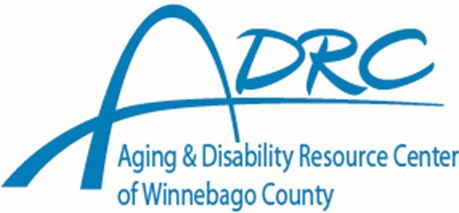 ADRC
Aging & Disability Resource Center
of Winnebago County